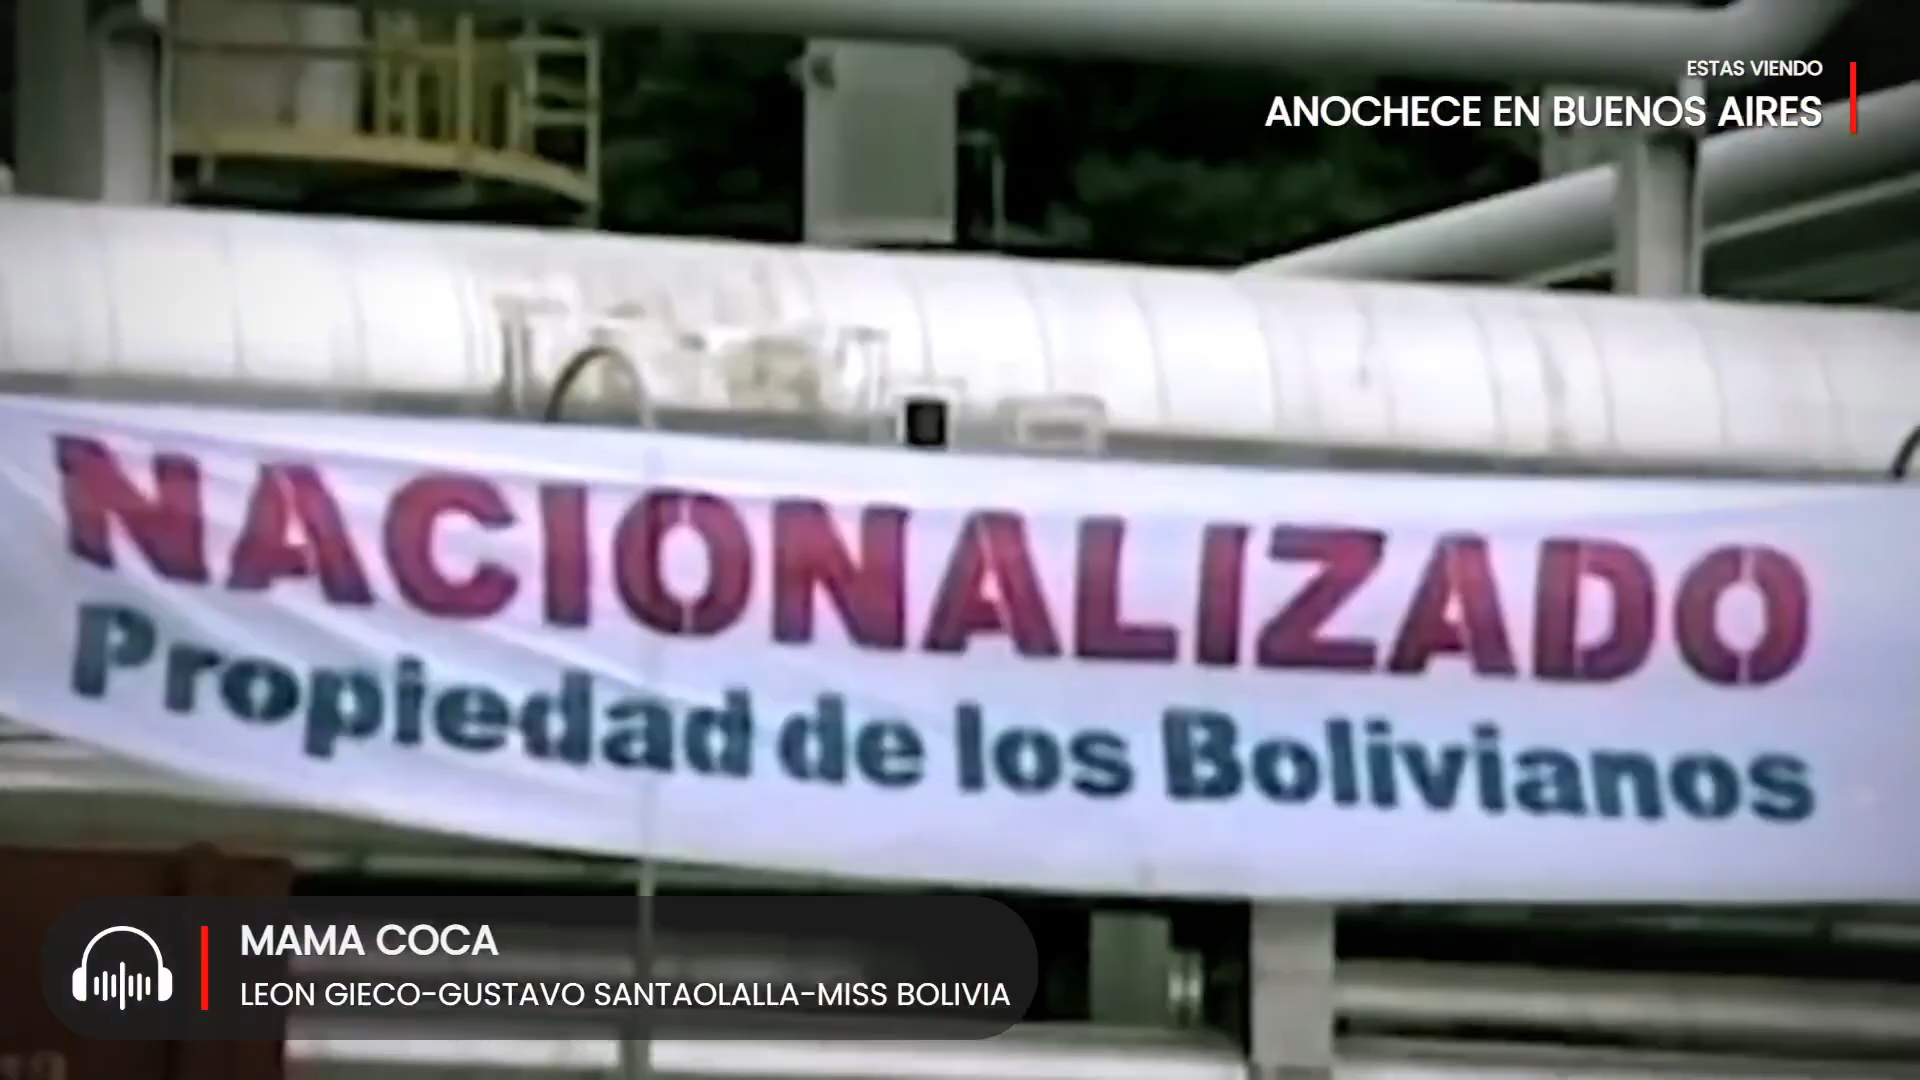 ESTAS VIENDO
ANOCHECE EN BUENOS AIRES
NACIONALIZADO
Propiedad de los Bolivianos
MAMA COCA
LEON GIECO-GUSTAVO SANTAOLALLA-MISS BOLIVIA